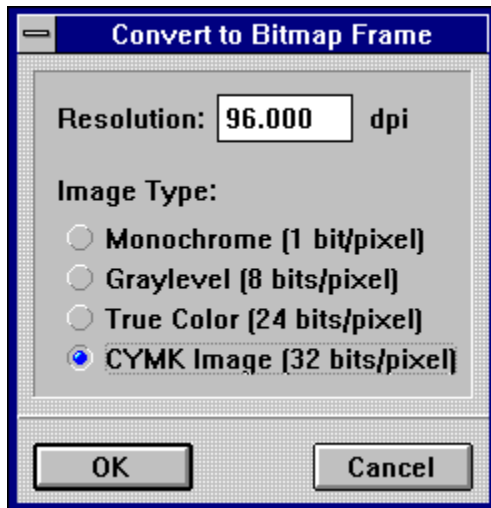 Convert to Bitmap Frame
Resolution: 96.000 dpi
Image Type:
Monochrome (1 bit/pixel)
Graylevel (8 bits/pixel)
True Color (24 bits/pixel)
CYMK Image (32 bits/pixel)
OK Cancel